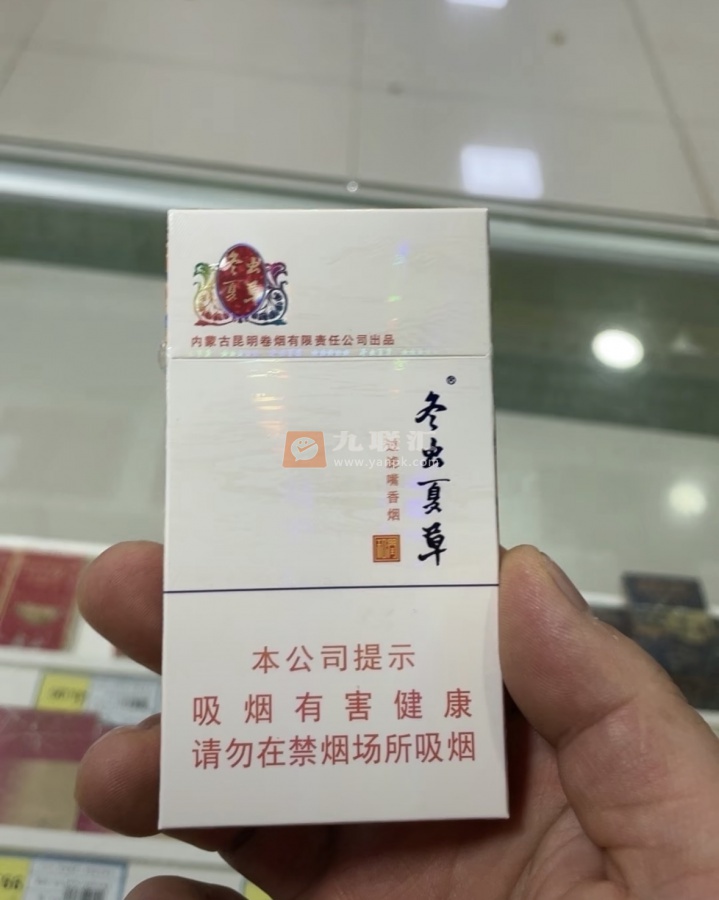 冬虫
夏草
内蒙古昆明卷烟有限责任公司出品
冬虫夏草®
过滤嘴香烟
九联汇
www.yanpk.com
本公司提示
吸烟有害健康
请勿在禁烟场所吸烟
66